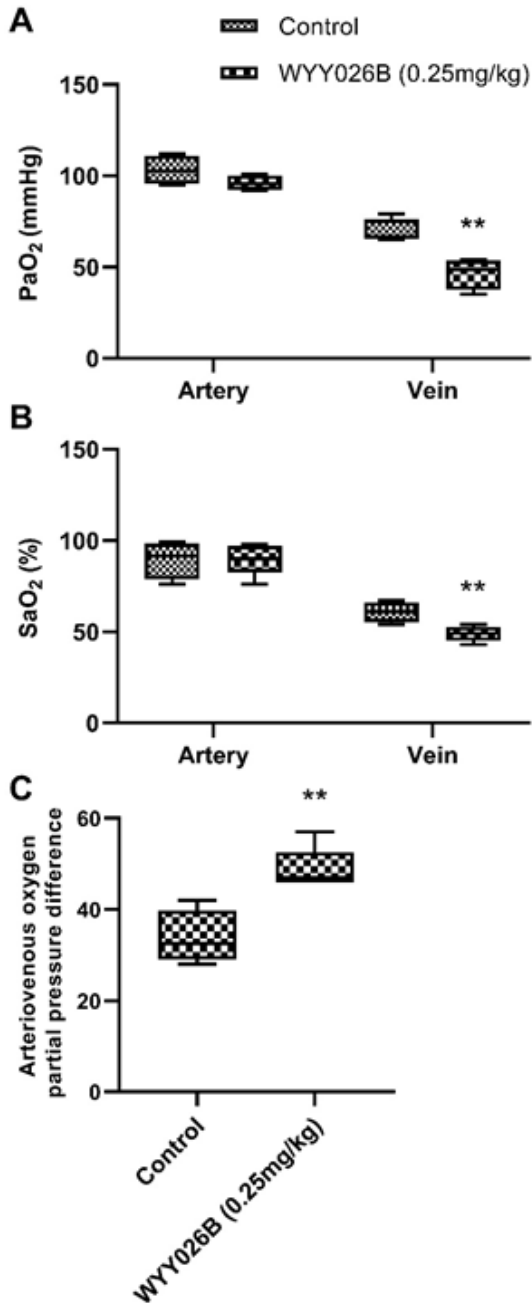 A
Control
WYY026B (0.25mg/kg)
150
100
50
0
PaO₂ (mmHg)
**
Artery
Vein
B
150
100
50
0
SaO₂ (%)
**
Artery
Vein
C
**
60
40
20
0
Arteriovenous oxygen
partial pressure difference
Control
WYY026B (0.25mg/kg)